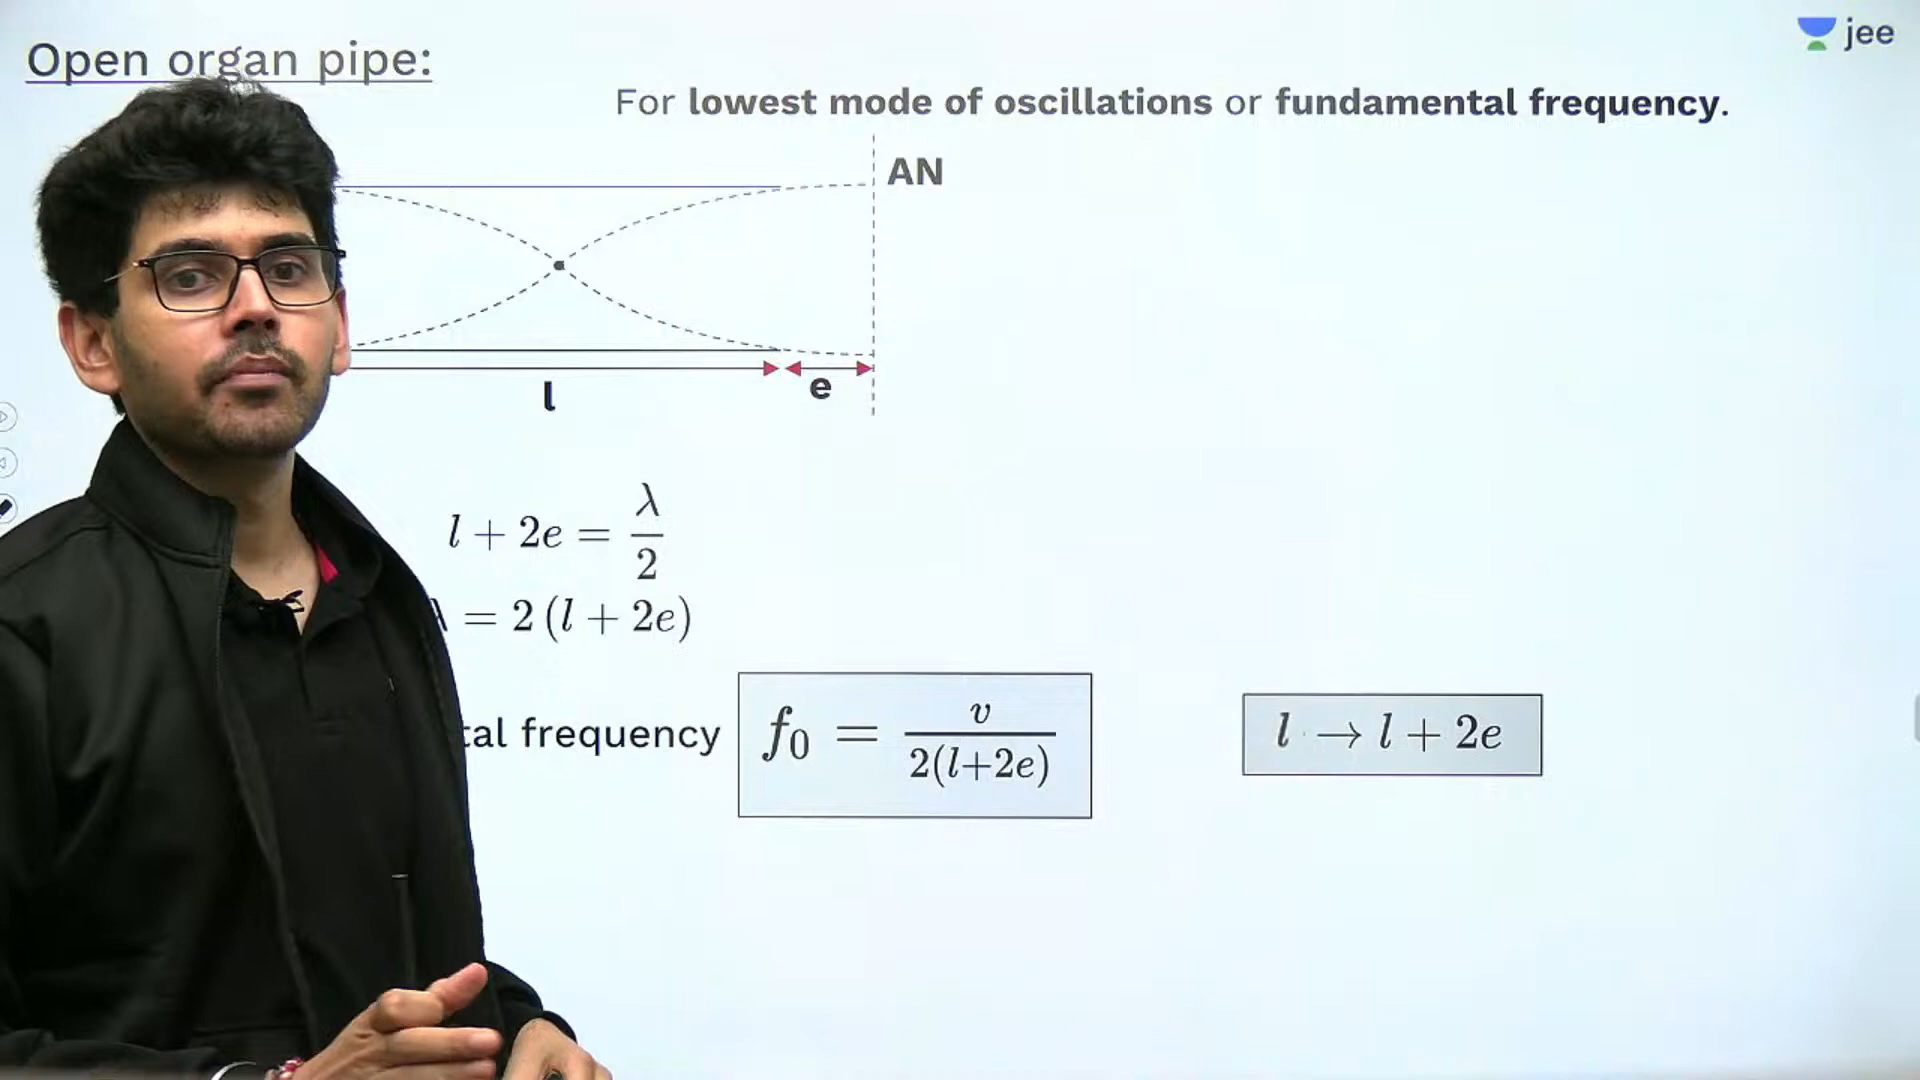 jee
Open organ pipe:
For lowest mode of oscillations or fundamental frequency.
AN
l
e
l + 2e = λ/2
= 2 (l + 2e)
frequency
f₀ = v/2(l+2e)
l → l + 2e